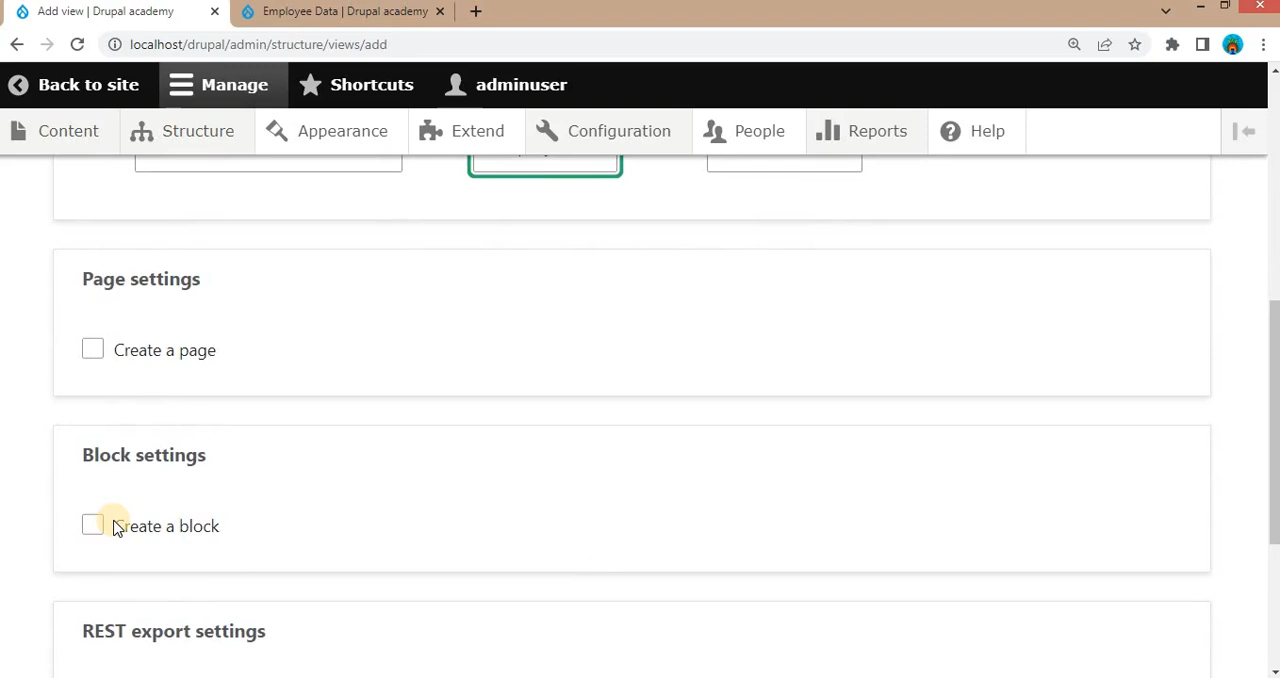 Add view | Drupal academy
Employee Data | Drupal academy
localhost/drupal/admin/structure/views/add
Back to site
Manage
Shortcuts
adminuser
Content
Structure
Appearance
Extend
Configuration
People
Reports
Help
Page settings
Create a page
Block settings
Create a block
REST export settings